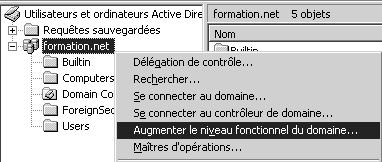 Utilisateurs et ordinateurs Active Dire
formation.net 5 objets
Requêtes sauvegardées
Nom
formation.net
Builtin
Builtin
Délégation de contrôle...
Computers
Rechercher...
Domain Co
Se connecter au domaine...
ForeignSec
Se connecter au contrôleur de domaine...
Users
Augmenter le niveau fonctionnel du domaine...
Maîtres d'opérations...